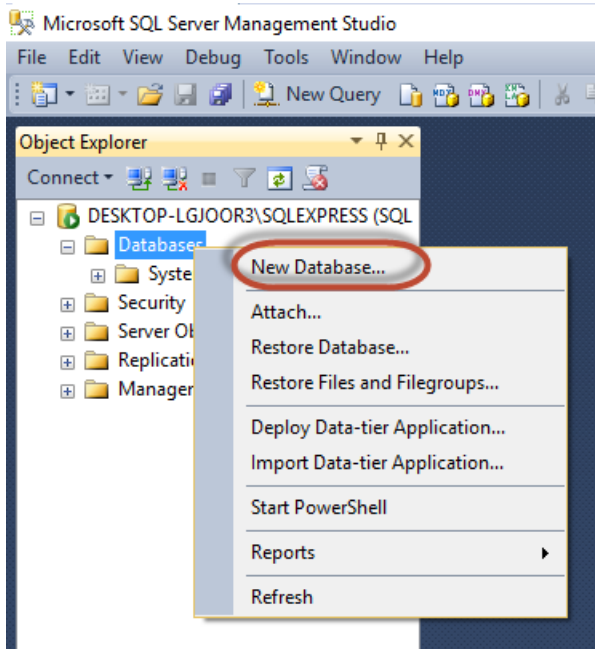 Microsoft SQL Server Management Studio
File Edit View Debug Tools Window Help
New Query
Object Explorer
Connect
DESKTOP-LGJOOR3\SQLEXPRESS (SQL
Databases
Syste
Security
Server Ob
Replicati
Manager
New Database...
Attach...
Restore Database...
Restore Files and Filegroups...
Deploy Data-tier Application...
Import Data-tier Application...
Start PowerShell
Reports
Refresh